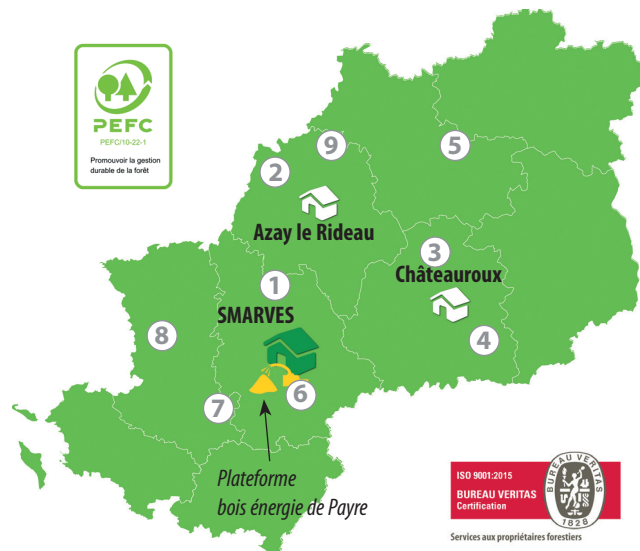 PEFC
PEFC/10-22-1
Promouvoir la gestion
durable de la forêt
9
5
2
Azay le Rideau
3
Châteauroux
1
SMARVES
8
4
6
7
Plateforme
bois énergie de Payre
ISO 9001:2015
BUREAU VERITAS
Certification
BUREAU VERITAS
1828
Services aux propriétaires forestiers